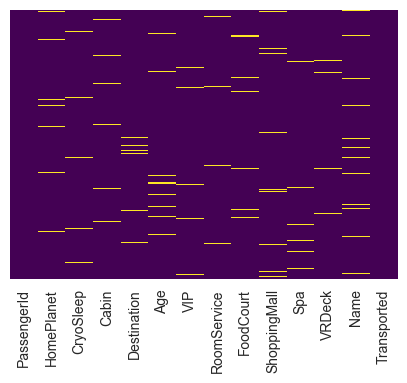 PassengerId
HomePlanet
CryoSleep
Cabin
Destination
Age
VIP
RoomService
FoodCourt
ShoppingMall
Spa
VRDeck
Name
Transported